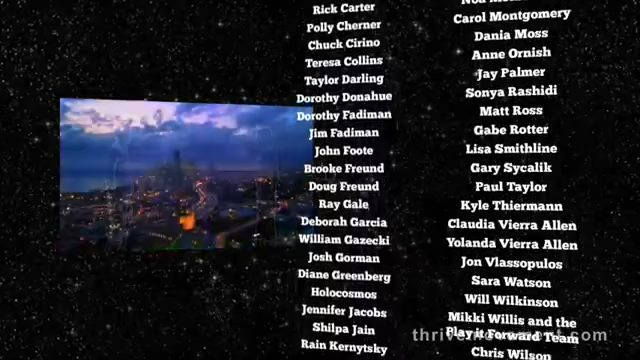 Rick Carter
Polly Cherner
Chuck Cirino
Teresa Collins
Taylor Darling
Dorothy Donahue
Dorothy Fadiman
Jim Fadiman
John Foote
Brooke Freund
Doug Freund
Ray Gale
Deborah Garcia
William Gazecki
Josh Gorman
Diane Greenberg
Holocosmos
Jennifer Jacobs
Shilpa Jain
Rain Kernytsky
Carol Montgomery
Dania Moss
Anne Ornish
Jay Palmer
Sonya Rashidi
Matt Ross
Gabe Rotter
Lisa Smithline
Gary Sycalik
Paul Taylor
Kyle Thiermann
Claudia Vierra Allen
Yolanda Vierra Allen
Jon Vlassopulos
Sara Watson
Will Wilkinson
Mikki Willis and the
Play it Forward Team
Chris Wilson